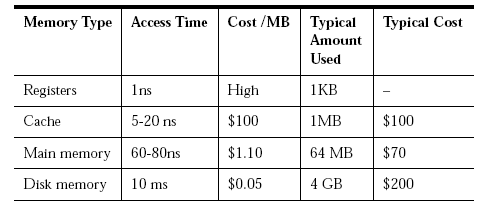 Memory Type Access Time Cost /MB Typical Amount Used Typical Cost
Registers 1ns High 1KB –
Cache 5-20 ns $100 1MB $100
Main memory 60-80ns $1.10 64 MB $70
Disk memory 10 ms $0.05 4 GB $200